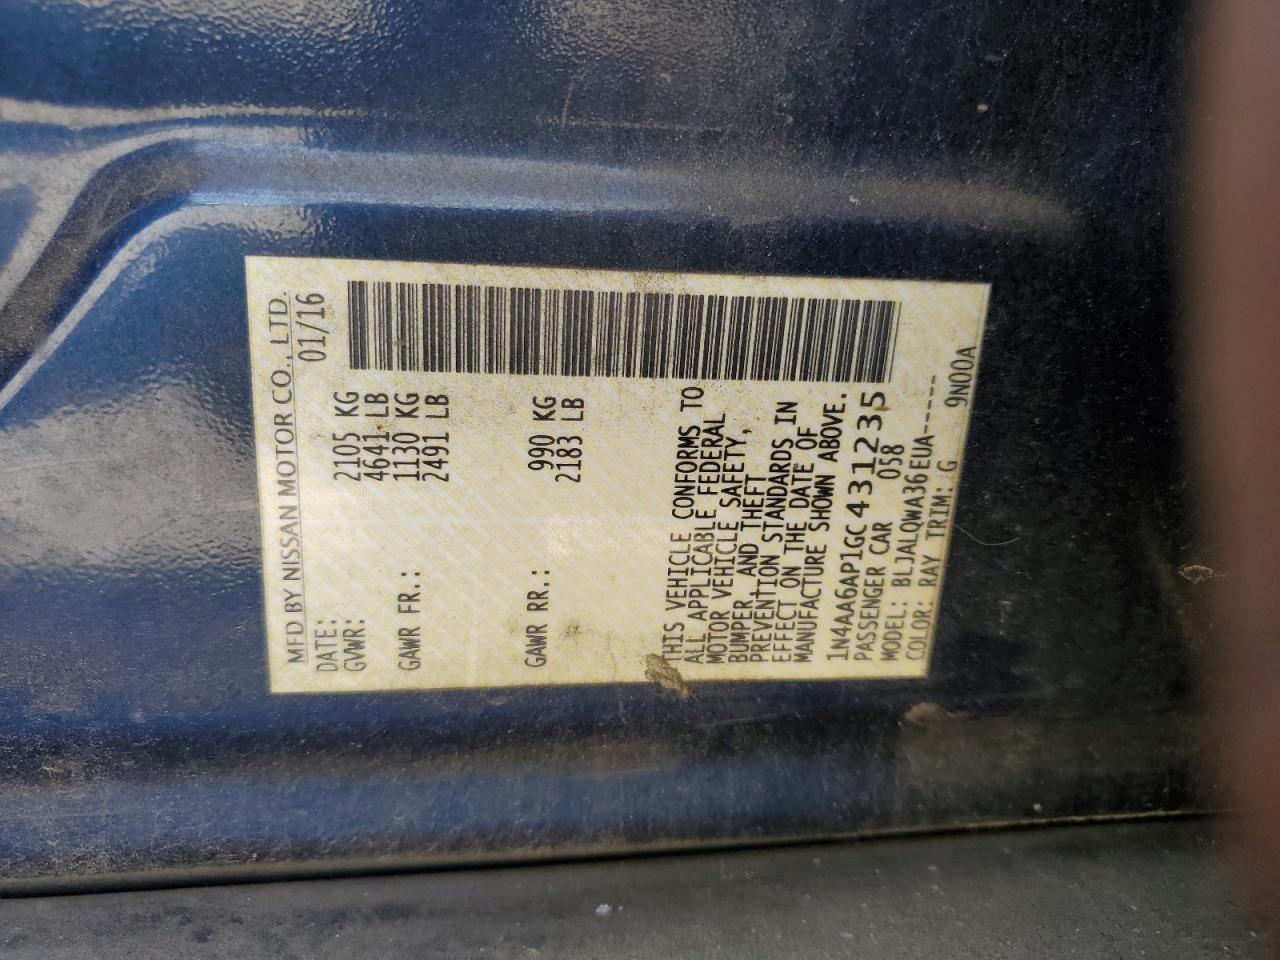 MFD BY NISSAN MOTOR CO., LTD.
DATE: 01/16
GVWR: 2105 KG
4641 LB
GAWR FR.: 1130 KG
2491 LB
GAWR RR.: 990 KG
2183 LB
THIS VEHICLE CONFORMS TO
ALL APPLICABLE FEDERAL
MOTOR VEHICLE SAFETY,
BUMPER, AND THEFT
PREVENTION STANDARDS IN
EFFECT ON THE DATE OF
MANUFACTURE SHOWN ABOVE.
1N4AA6AP1GC431235
PASSENGER CAR 058
MODEL: BLJALQWA36EUA-----
COLOR: RAY TRIM: G 9N00A